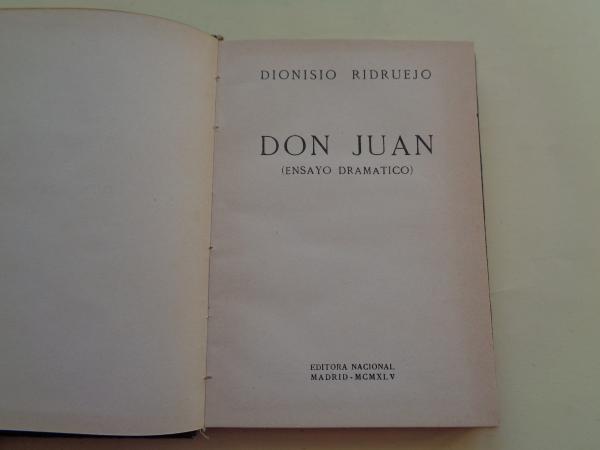 DIONISIO RIDRUEJO
DON JUAN
(ENSAYO DRAMATICO)
EDITORA NACIONAL
MADRID - MCMXLV